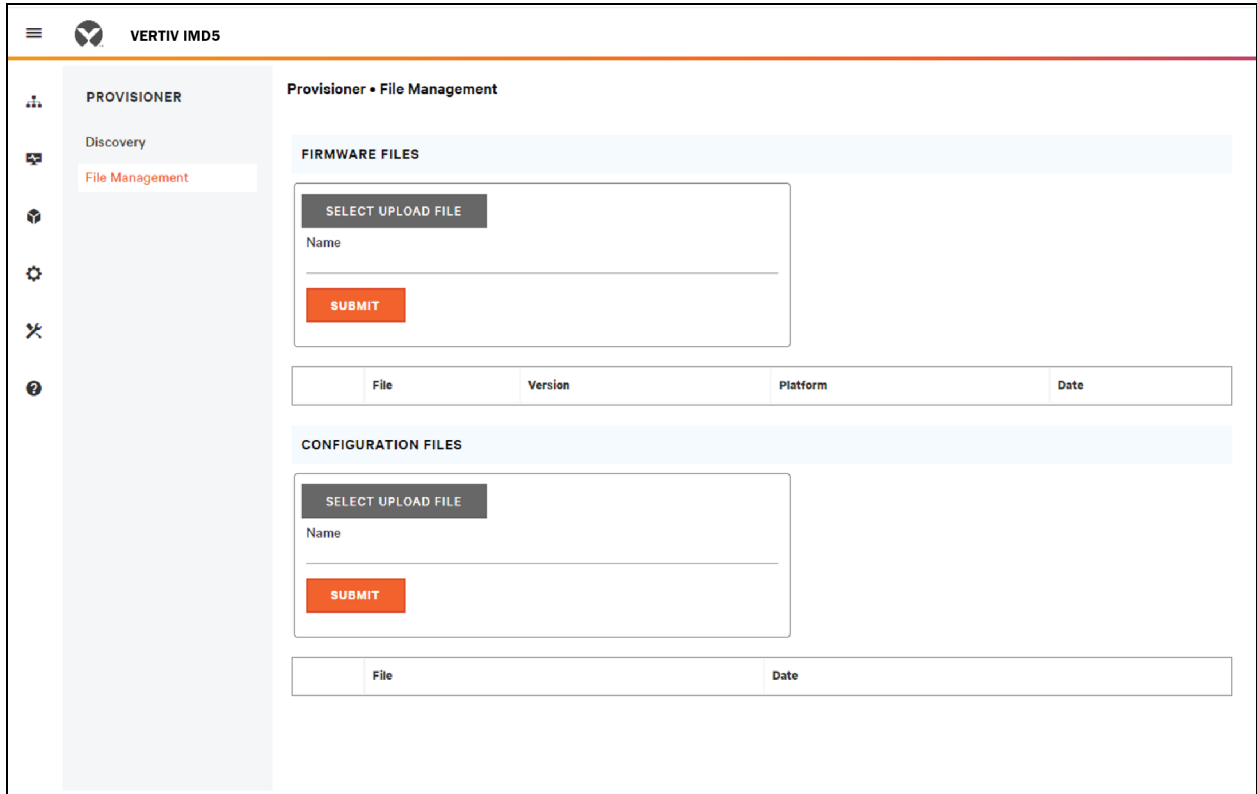 VERTIV IMD5
PROVISIONER
Discovery
File Management
Provisioner • File Management
FIRMWARE FILES
SELECT UPLOAD FILE
Name
SUBMIT
File Version Platform Date
CONFIGURATION FILES
SELECT UPLOAD FILE
Name
SUBMIT
File Date